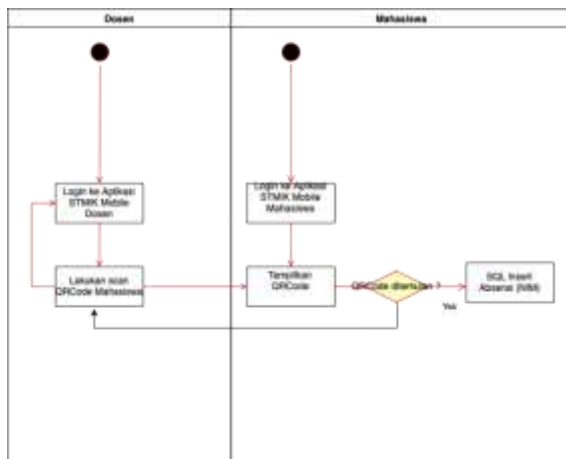 Dosen
Mahasiswa
Login ke Aplikasi
STMIK Mobile
Dosen
Login ke Aplikasi
STMIK Mobile
Mahasiswa
Lakukan scan
QRCode Mahasiswa
Tampilkan
QRCode
QRCode ditemukan ?
Yes
SQL Insert
Absensi (NIM)